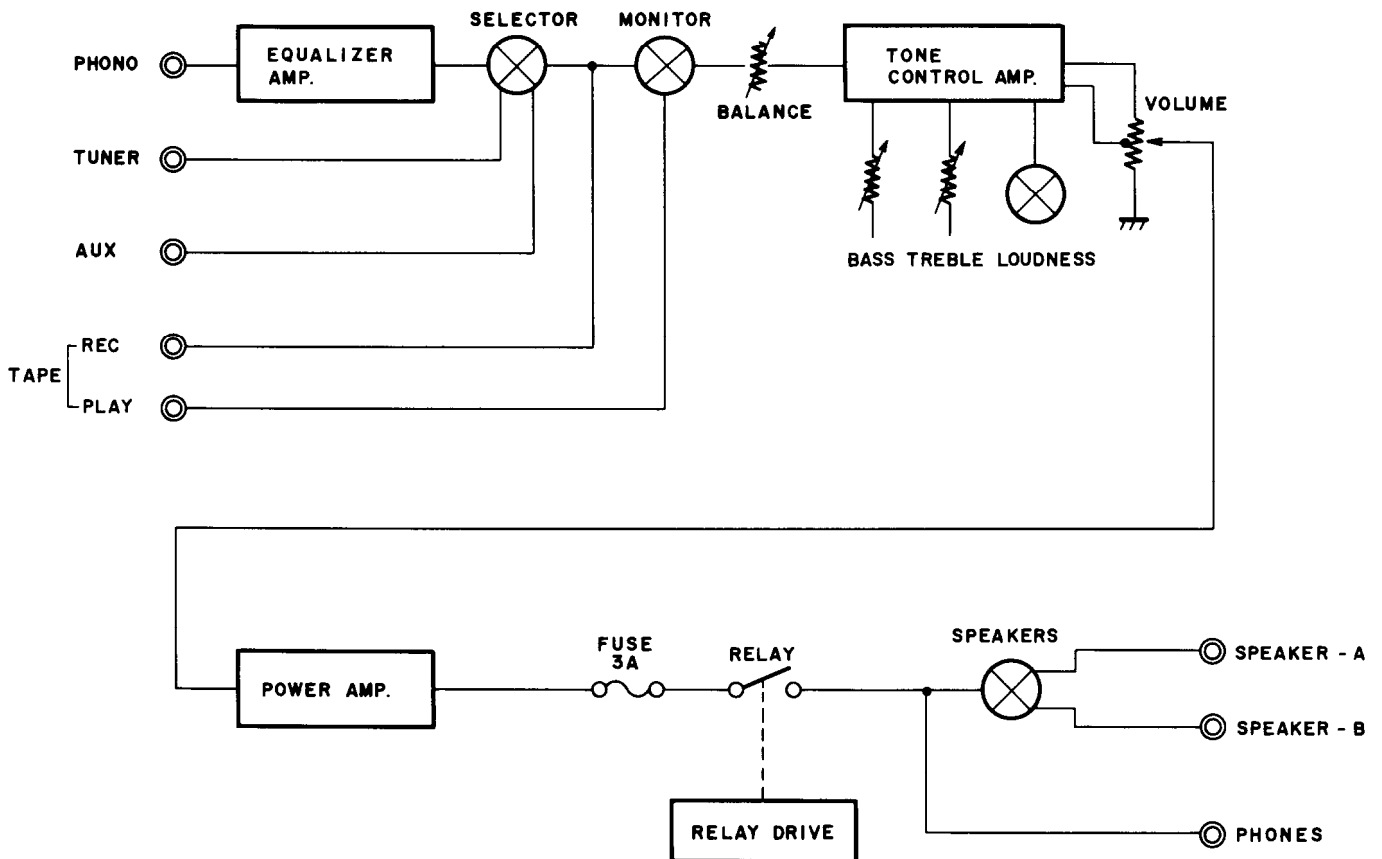 SELECTOR
MONITOR
PHONO
EQUALIZER
AMP.
TONE
CONTROL AMP.
BALANCE
VOLUME
TUNER
AUX
BASS TREBLE LOUDNESS
TAPE
REC
PLAY
POWER AMP.
FUSE
3A
RELAY
SPEAKERS
SPEAKER - A
SPEAKER - B
RELAY DRIVE
PHONES